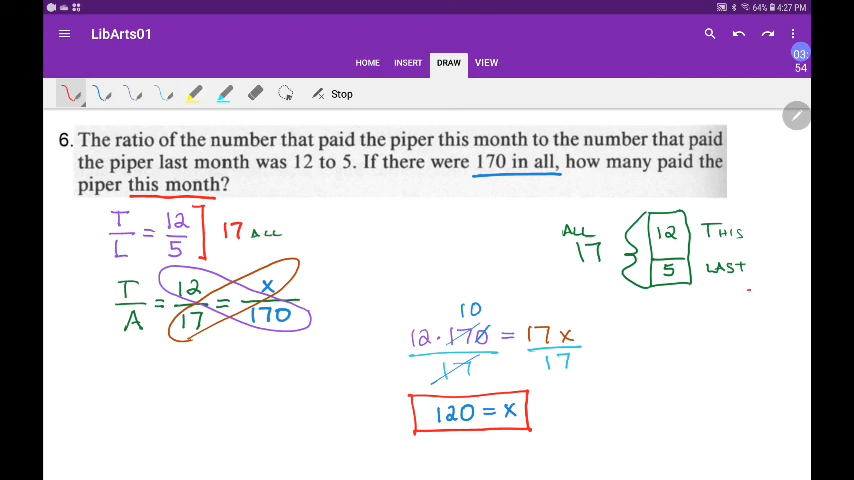 64% 4:27 PM
LibArts01
03:
54
HOME INSERT DRAW VIEW
Stop
6. The ratio of the number that paid the piper this month to the number that paid
the piper last month was 12 to 5. If there were 170 in all, how many paid the
piper this month?
T/L = 12/5 ] 17 ALL
ALL 17 { 12 THIS
5 LAST
T/A = 12/17 = x/170
10
12 · 170 = 17x
17 17
120 = x